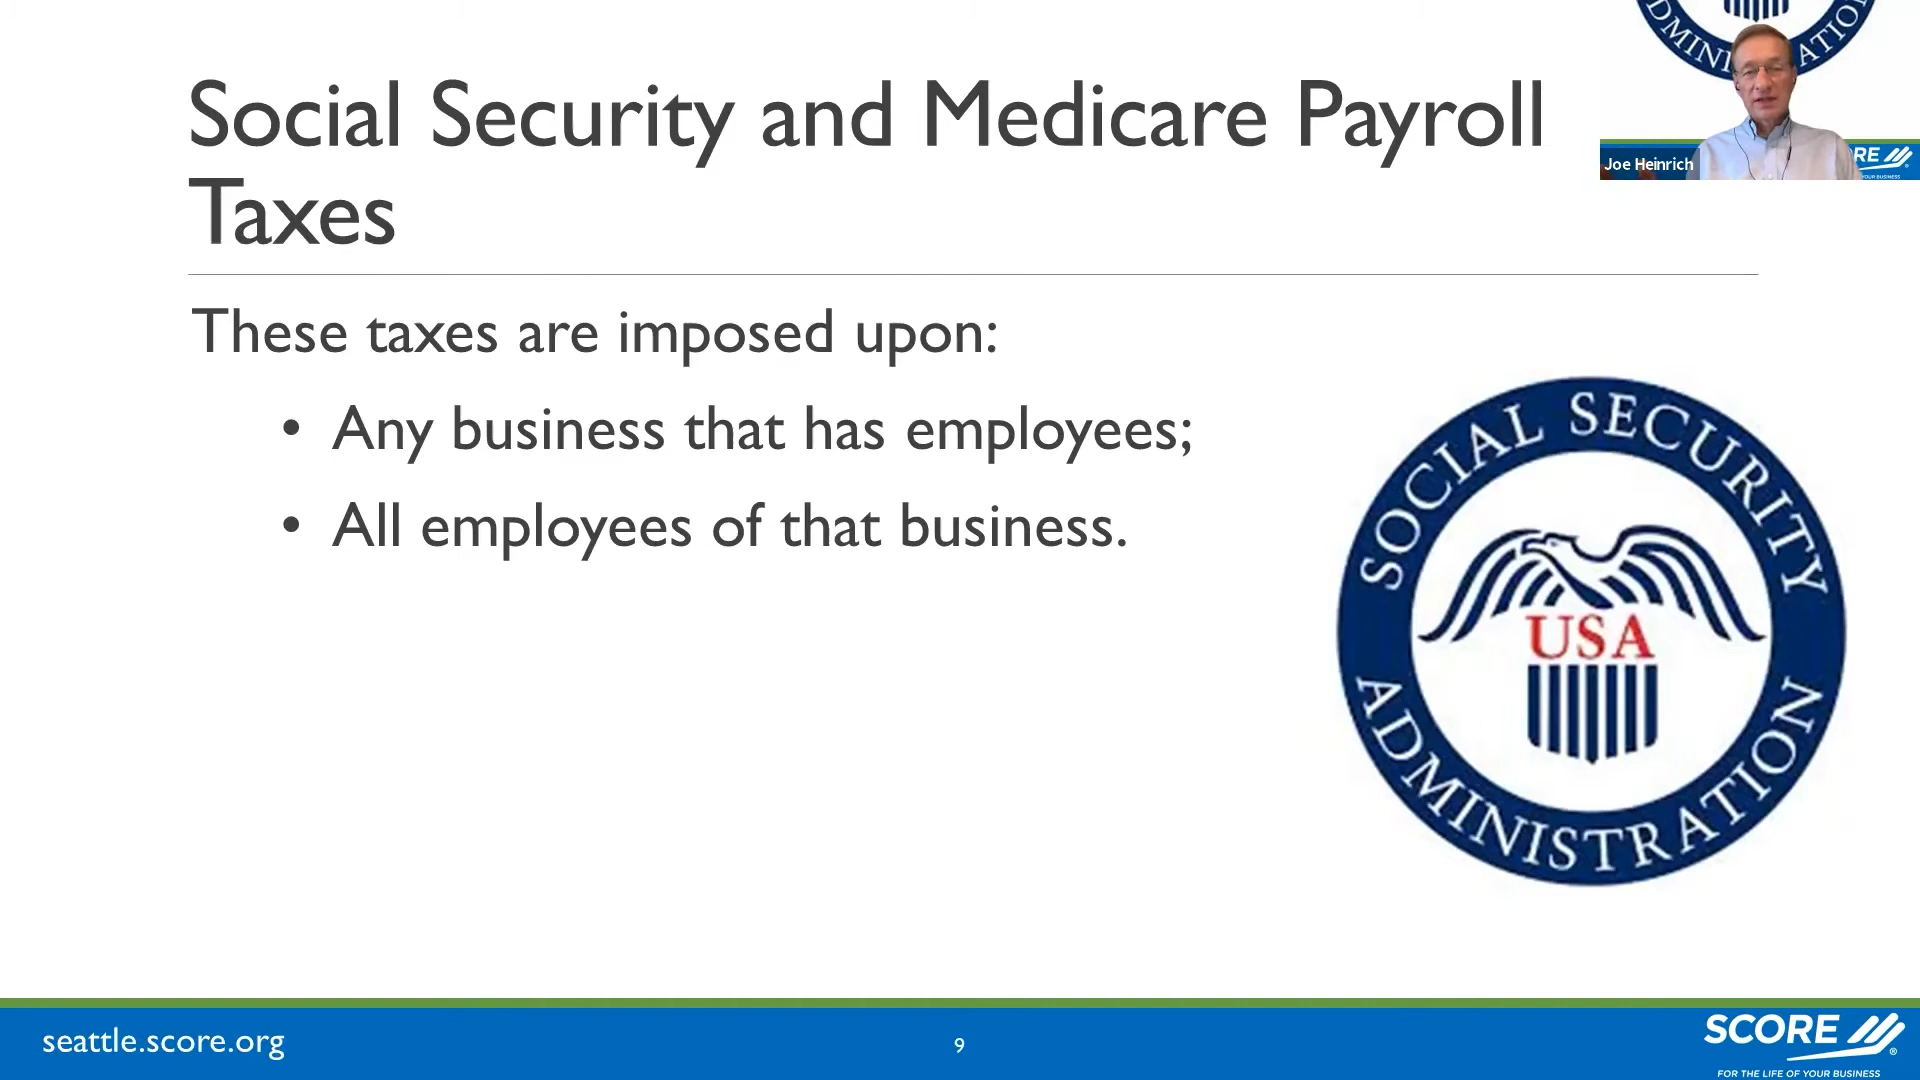 Social Security and Medicare Payroll
Taxes
These taxes are imposed upon:
• Any business that has employees;
• All employees of that business.
SOCIAL SECURITY
USA
ADMINISTRATION
Joe Heinrich
seattle.score.org
9
SCORE
®
FOR THE LIFE OF YOUR BUSINESS